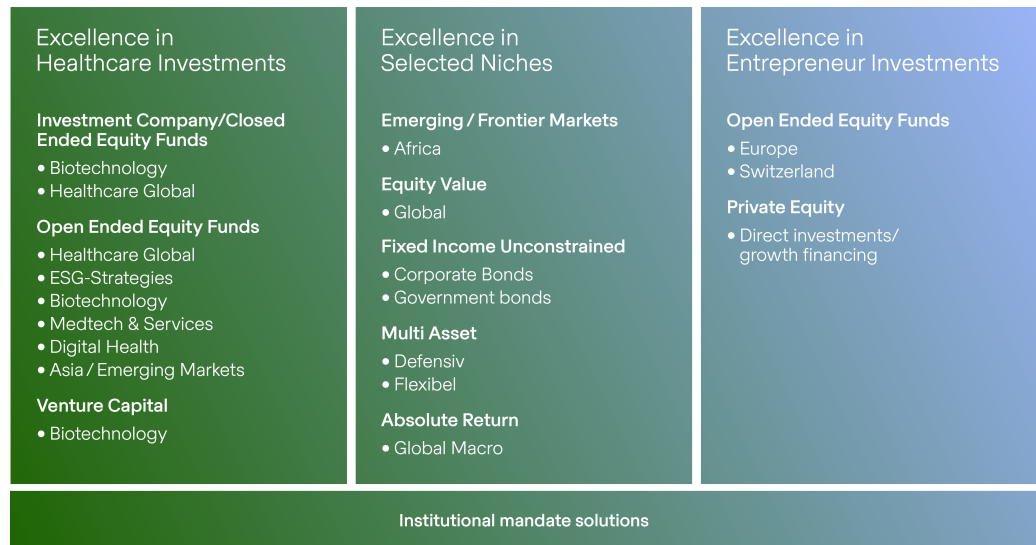 Excellence in
Healthcare Investments
Investment Company/Closed
Ended Equity Funds
• Biotechnology
• Healthcare Global
Open Ended Equity Funds
• Healthcare Global
• ESG-Strategies
• Biotechnology
• Medtech & Services
• Digital Health
• Asia / Emerging Markets
Venture Capital
• Biotechnology
Excellence in
Selected Niches
Emerging / Frontier Markets
• Africa
Equity Value
• Global
Fixed Income Unconstrained
• Corporate Bonds
• Government bonds
Multi Asset
• Defensiv
• Flexibel
Absolute Return
• Global Macro
Excellence in
Entrepreneur Investments
Open Ended Equity Funds
• Europe
• Switzerland
Private Equity
• Direct investments/
growth financing
Institutional mandate solutions